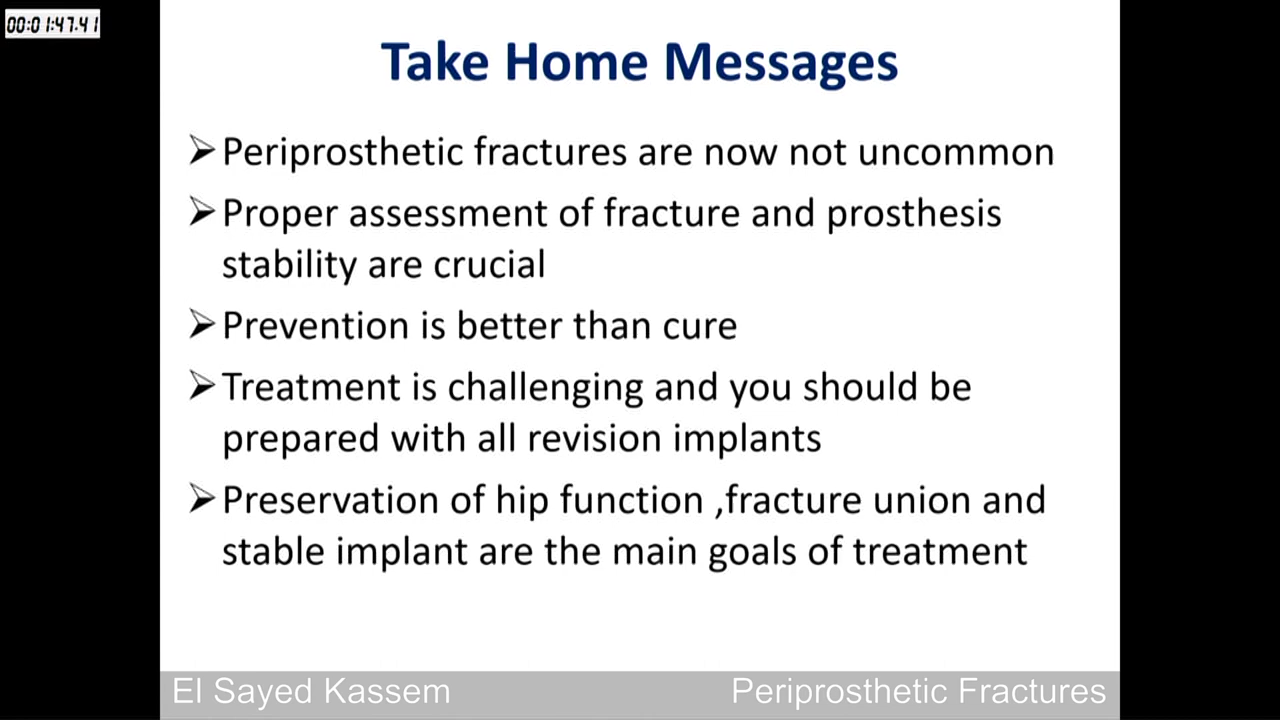 00:01:47.41
Take Home Messages
➢Periprosthetic fractures are now not uncommon
➢Proper assessment of fracture and prosthesis
stability are crucial
➢Prevention is better than cure
➢Treatment is challenging and you should be
prepared with all revision implants
➢Preservation of hip function ,fracture union and
stable implant are the main goals of treatment
El Sayed Kassem
Periprosthetic Fractures